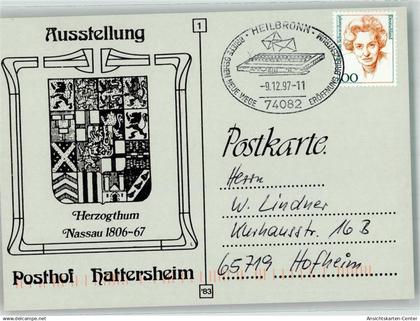 Ausstellung
Herzogthum
Nassau 1806-67
Posthof Hattersheim
1
'83
HEILBRONN
-9.12.97-11
74082
00
Postkarte.
Herrn
W. Lindner
Kurhausstr. 16 B
65719, Hofheim
Ansichtskarten-Center